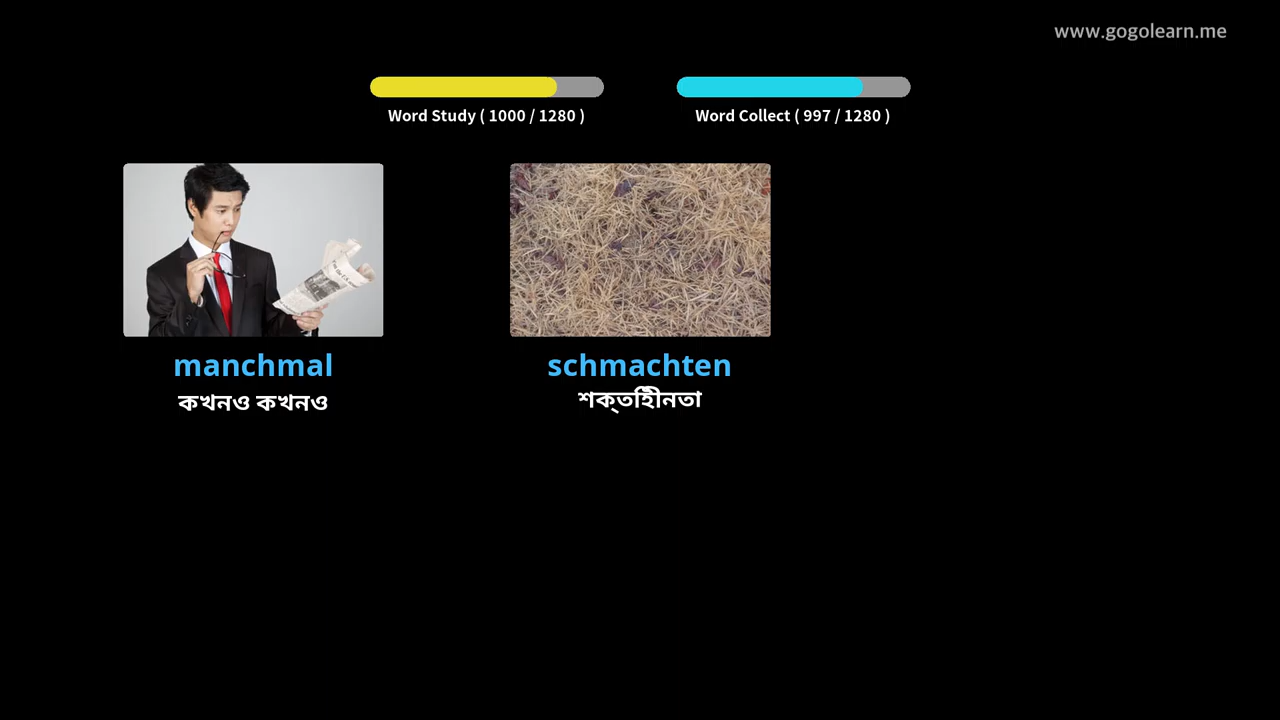 www.gogolearn.me
Word Study ( 1000 / 1280 )
Word Collect ( 997 / 1280 )
manchmal
schmachten
কখনও কখনও
শক্তিহীনতা